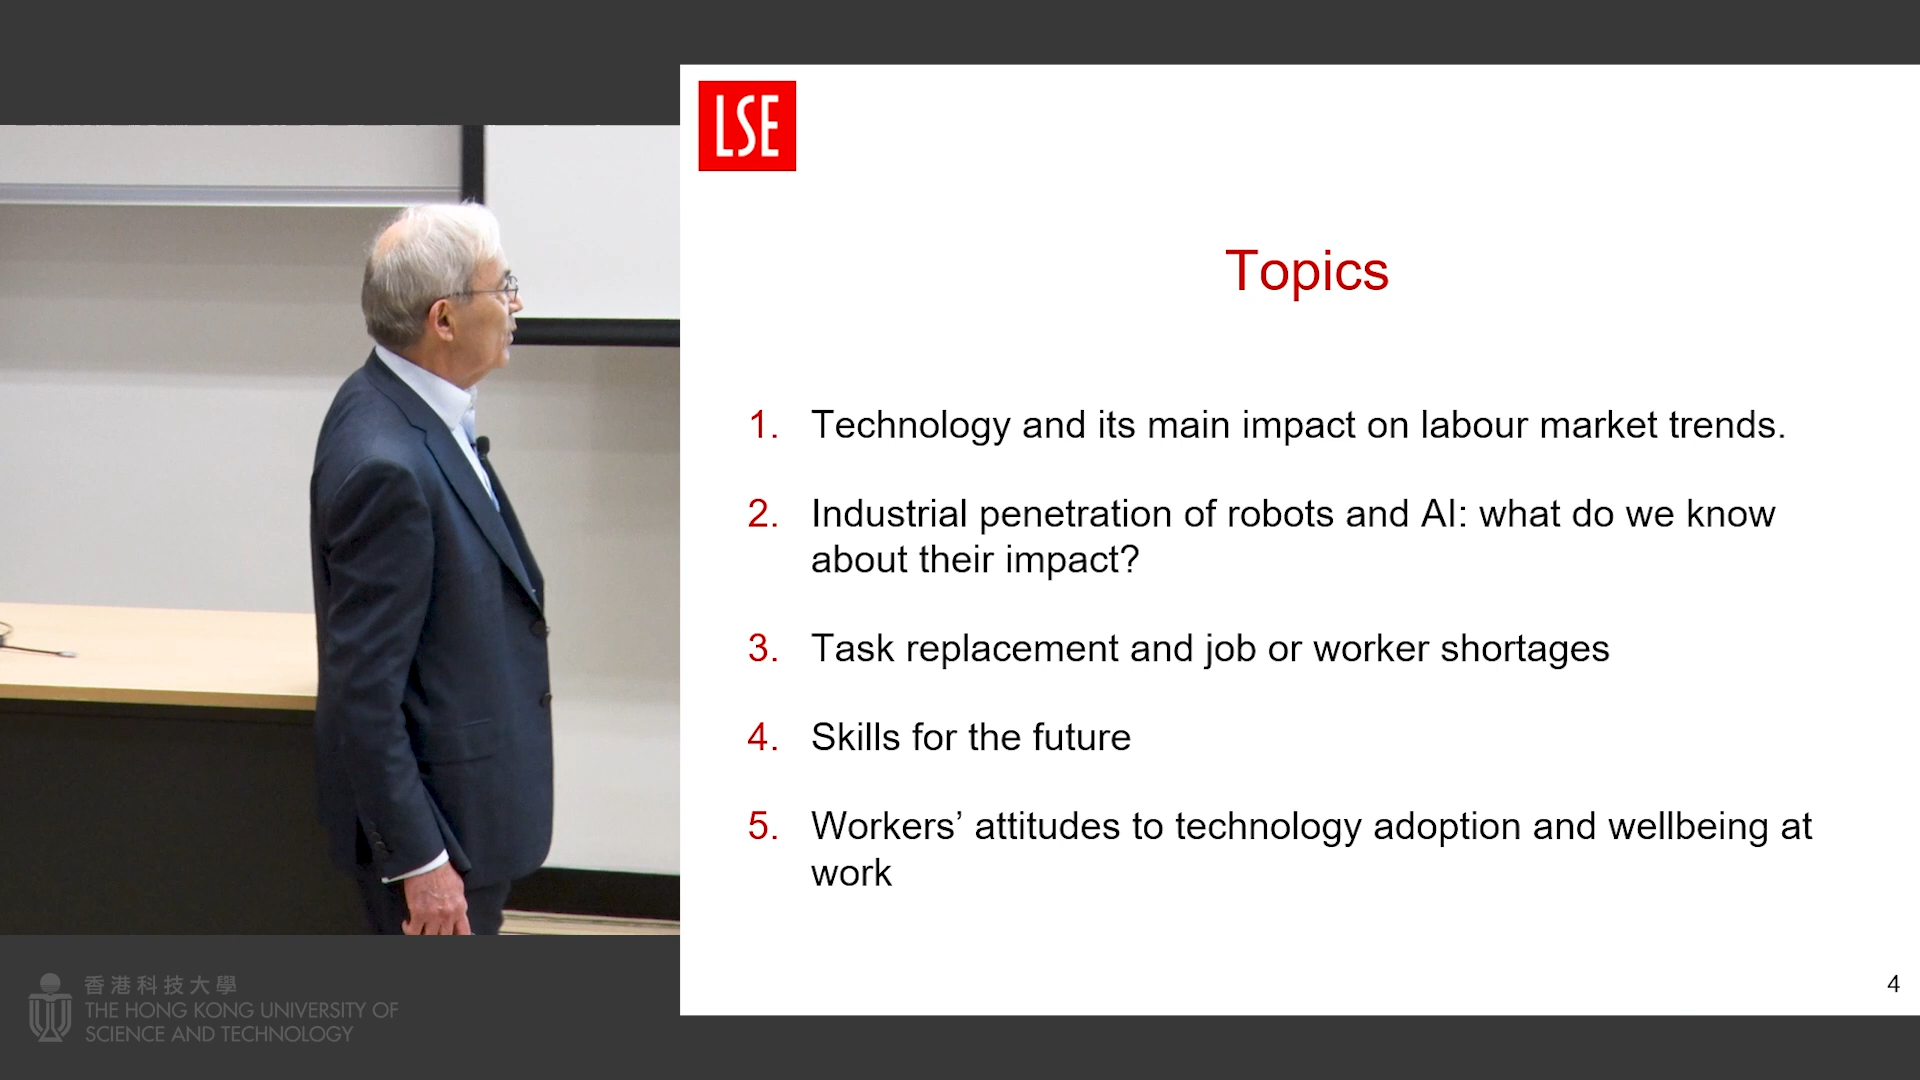 LSE
Topics
1. Technology and its main impact on labour market trends.
2. Industrial penetration of robots and AI: what do we know
about their impact?
3. Task replacement and job or worker shortages
4. Skills for the future
5. Workers’ attitudes to technology adoption and wellbeing at
work
4
香港科技大學
THE HONG KONG UNIVERSITY OF
SCIENCE AND TECHNOLOGY